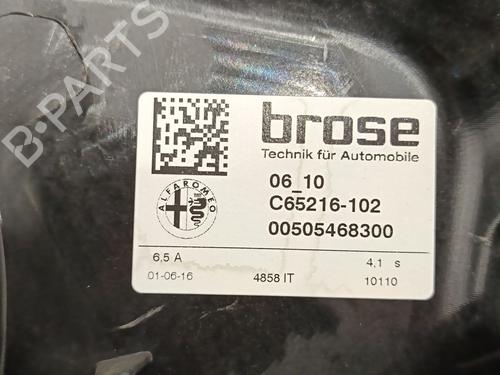 B-PARTS
brose
Technik für Automobile
ALFA ROMEO
06_10
C65216-102
00505468300
6,5 A
4,1 s
01-06-16
4858 IT
10110